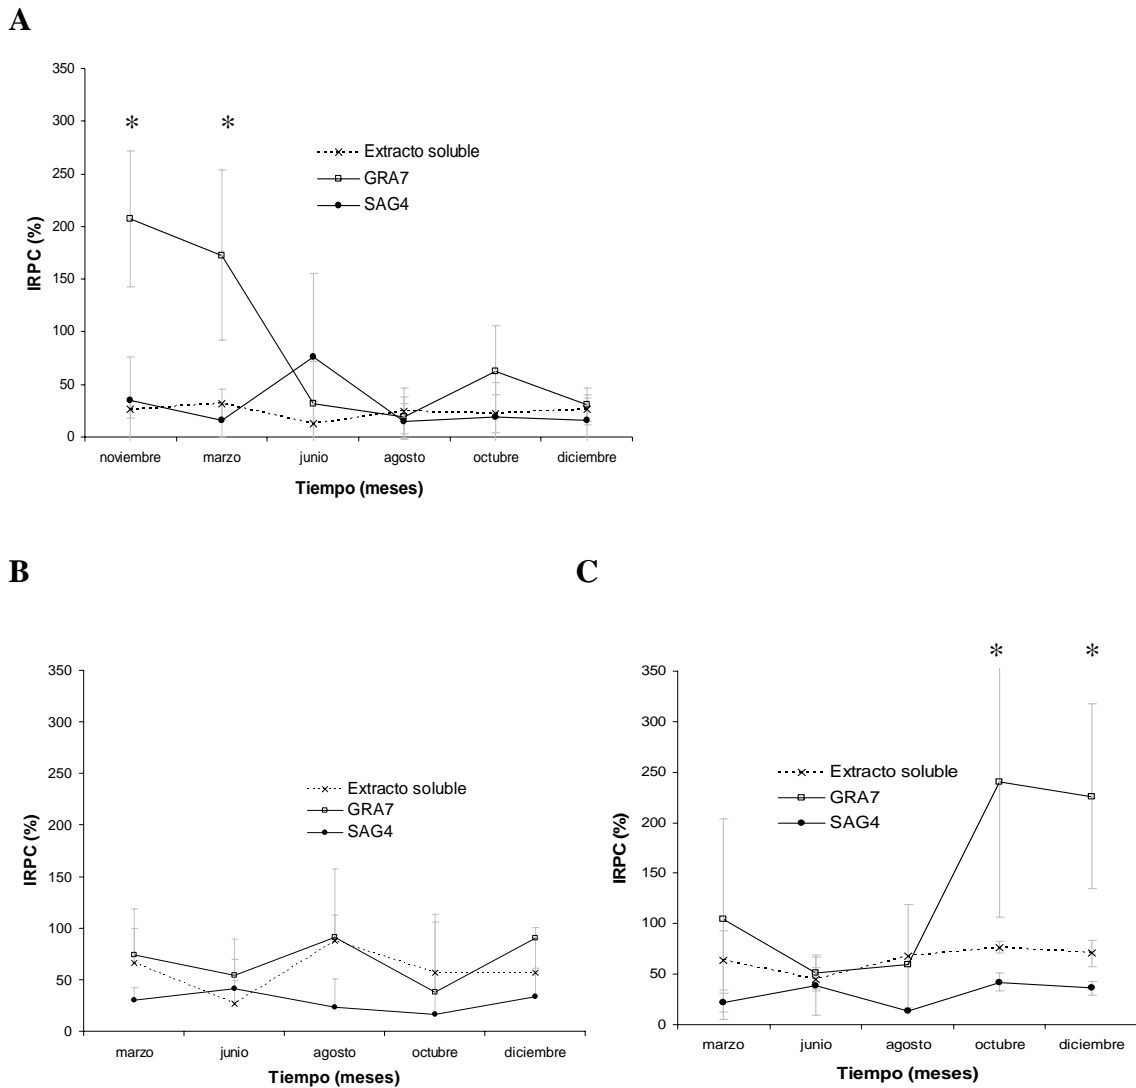 A
350
300
250
200
150
100
50
0
IRPC (%)
* *
Extracto soluble
GRA7
SAG4
noviembre marzo junio agosto octubre diciembre
Tiempo (meses)
B
350
300
250
200
150
100
50
0
IRPC (%)
Extracto soluble
GRA7
SAG4
marzo junio agosto octubre diciembre
Tiempo (meses)
C
350
300
250
200
150
100
50
0
IRPC (%)
* *
Extracto soluble
GRA7
SAG4
marzo junio agosto octubre diciembre
Tiempo (meses)